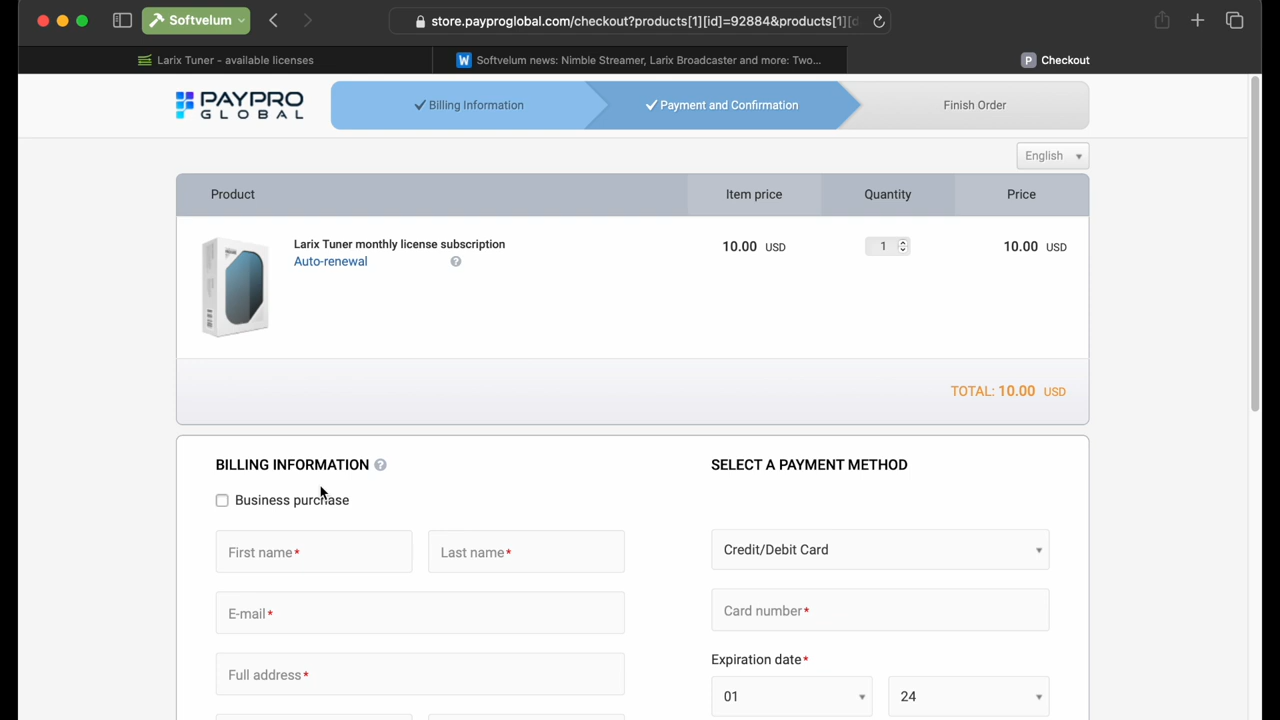 Softvelum
store.payproglobal.com/checkout?products[1][id]=92884&products[1][d
Larix Tuner - available licenses
W Softvelum news: Nimble Streamer, Larix Broadcaster and more: Two...
P Checkout
PAYPRO
GLOBAL
Billing Information
Payment and Confirmation
Finish Order
English
Product Item price Quantity Price
Larix Tuner monthly license subscription
10.00 USD 1 10.00 USD
Auto-renewal ?
TOTAL: 10.00 USD
BILLING INFORMATION ?
SELECT A PAYMENT METHOD
Business purchase
First name*
Last name*
Credit/Debit Card
E-mail*
Card number*
Full address*
Expiration date*
01
24